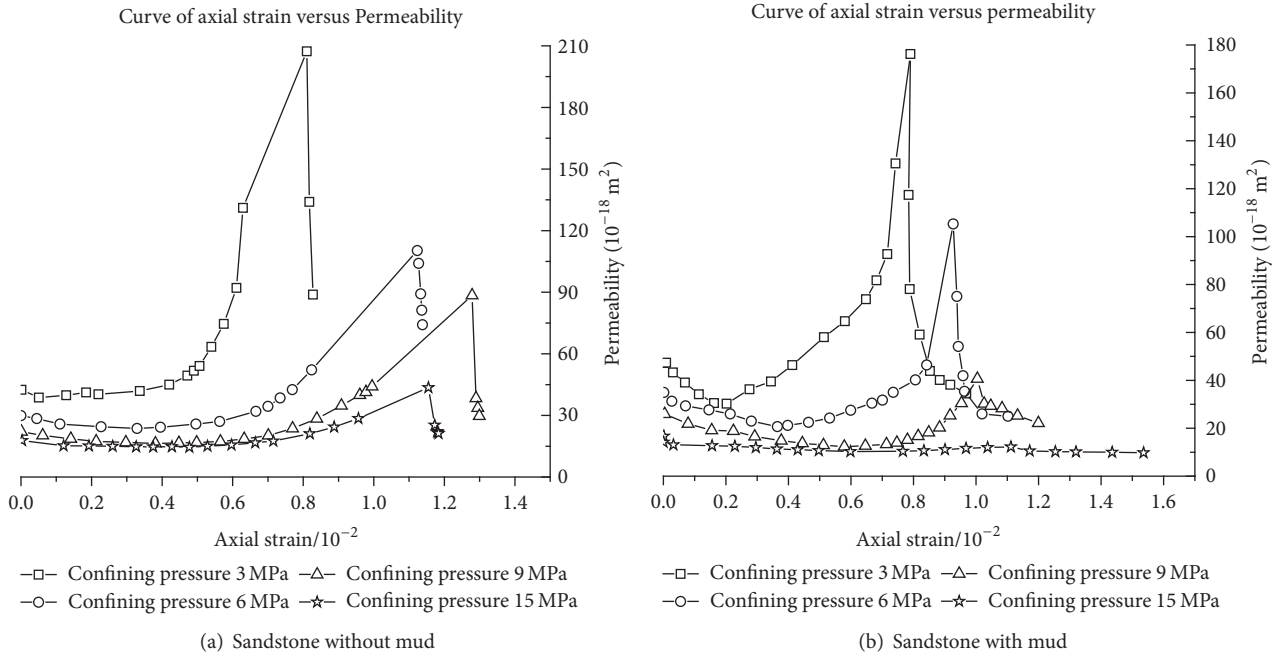 Curve of axial strain versus Permeability
210
180
150
120
90
60
30
0
Permeability (10⁻¹⁸ m²)
0.0 0.2 0.4 0.6 0.8 1.0 1.2 1.4
Axial strain/10⁻²
Confining pressure 3 MPa Confining pressure 9 MPa
Confining pressure 6 MPa Confining pressure 15 MPa
(a) Sandstone without mud
Curve of axial strain versus permeability
180
160
140
120
100
80
60
40
20
0
Permeability (10⁻¹⁸ m²)
0.0 0.2 0.4 0.6 0.8 1.0 1.2 1.4 1.6
Axial strain/10⁻²
Confining pressure 3 MPa Confining pressure 9 MPa
Confining pressure 6 MPa Confining pressure 15 MPa
(b) Sandstone with mud